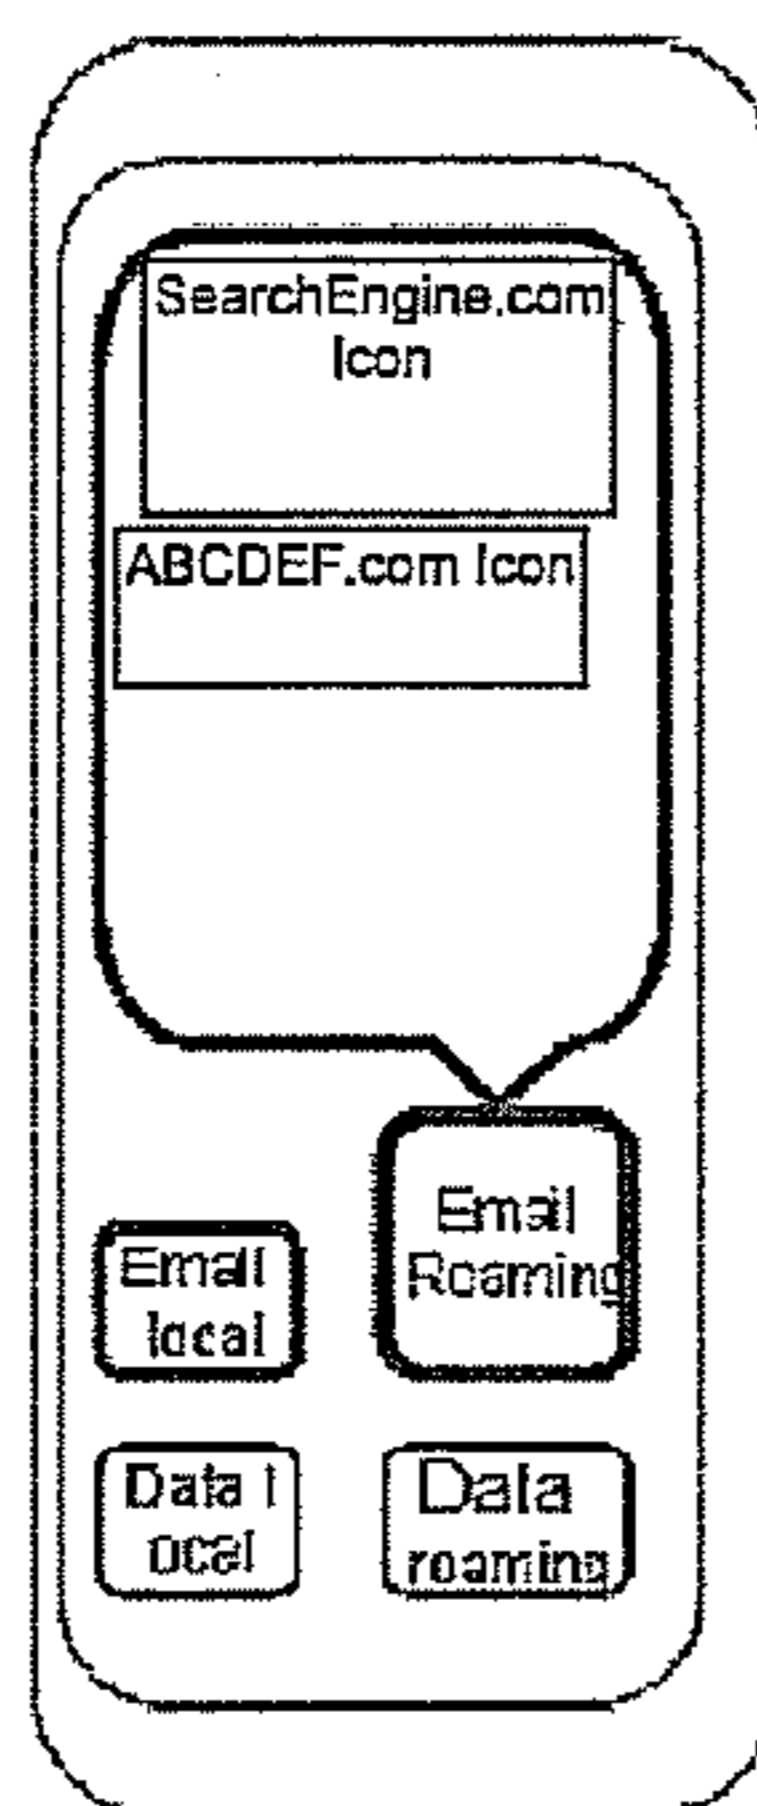 SearchEngine.com
Icon
ABCDEF.com Icon
Email
Roaming
Email
local
Data l
ocal
Data
roaming